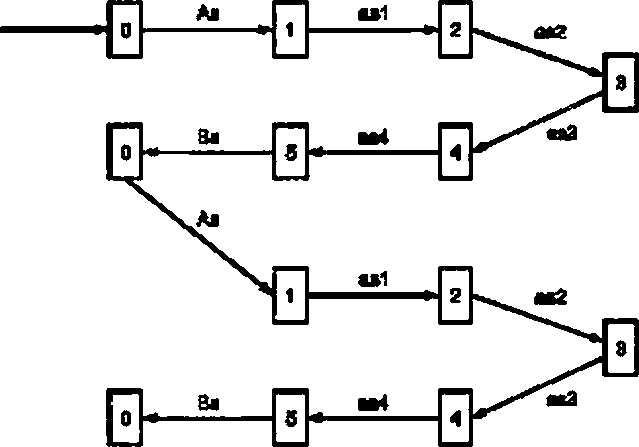 0 As 1 as1 2 as2
3
0 Bs 5 as4 4 as3
As
1 as1 2 as2
3
0 Bs 5 as4 4 as3